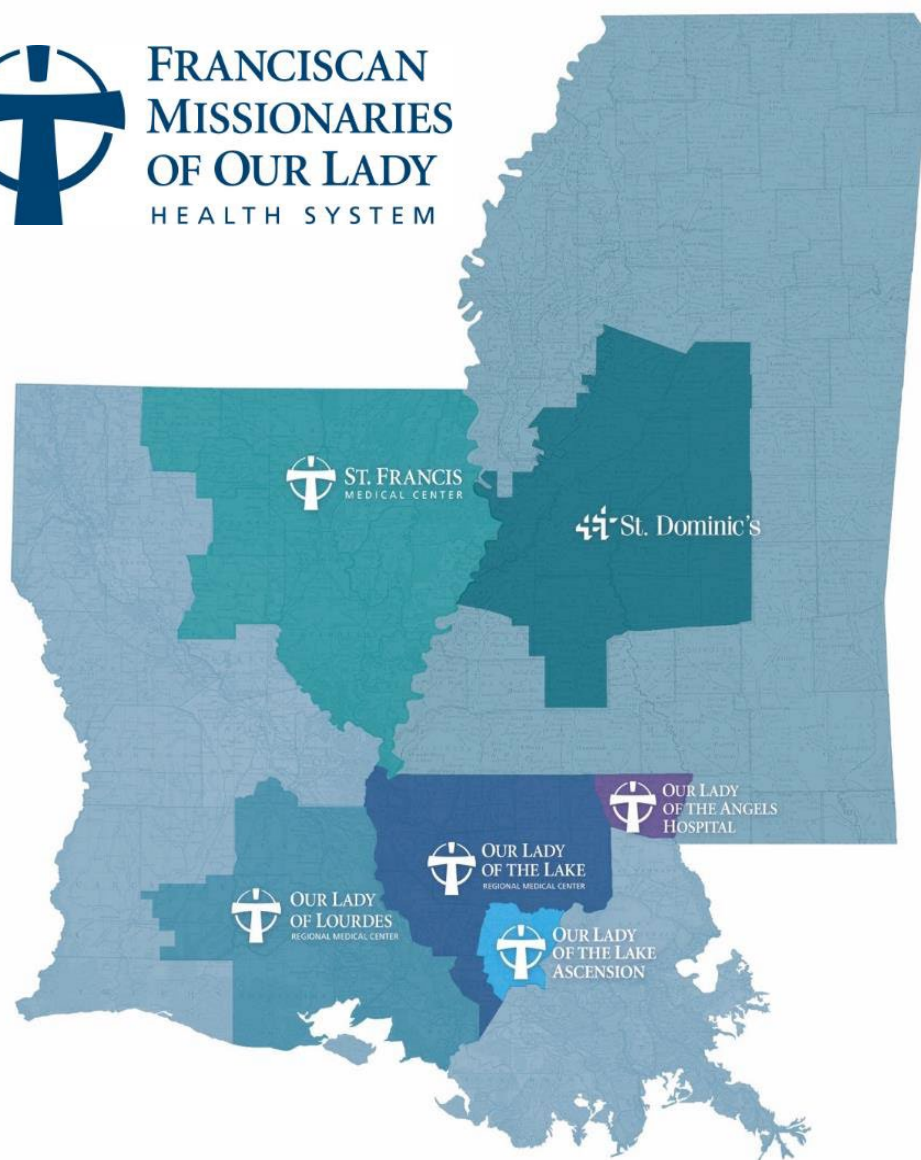 FRANCISCAN
MISSIONARIES
OF OUR LADY
HEALTH SYSTEM
ST. FRANCIS
MEDICAL CENTER
St. Dominic's
OUR LADY
OF THE ANGELS
HOSPITAL
OUR LADY
OF THE LAKE
REGIONAL MEDICAL CENTER
OUR LADY
OF LOURDES
REGIONAL MEDICAL CENTER
OUR LADY
OF THE LAKE
ASCENSION